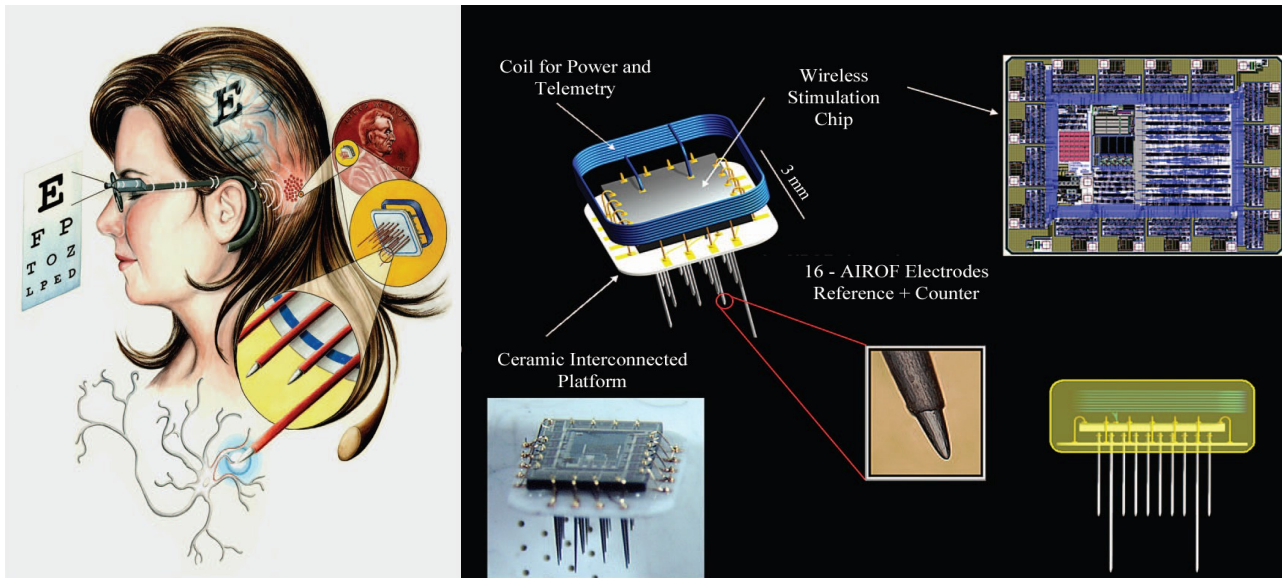 E
E
F P
T O Z
L P E D
Coil for Power and
Telemetry
Wireless
Stimulation
Chip
3 mm
16 - AIROF Electrodes
Reference + Counter
Ceramic Interconnected
Platform